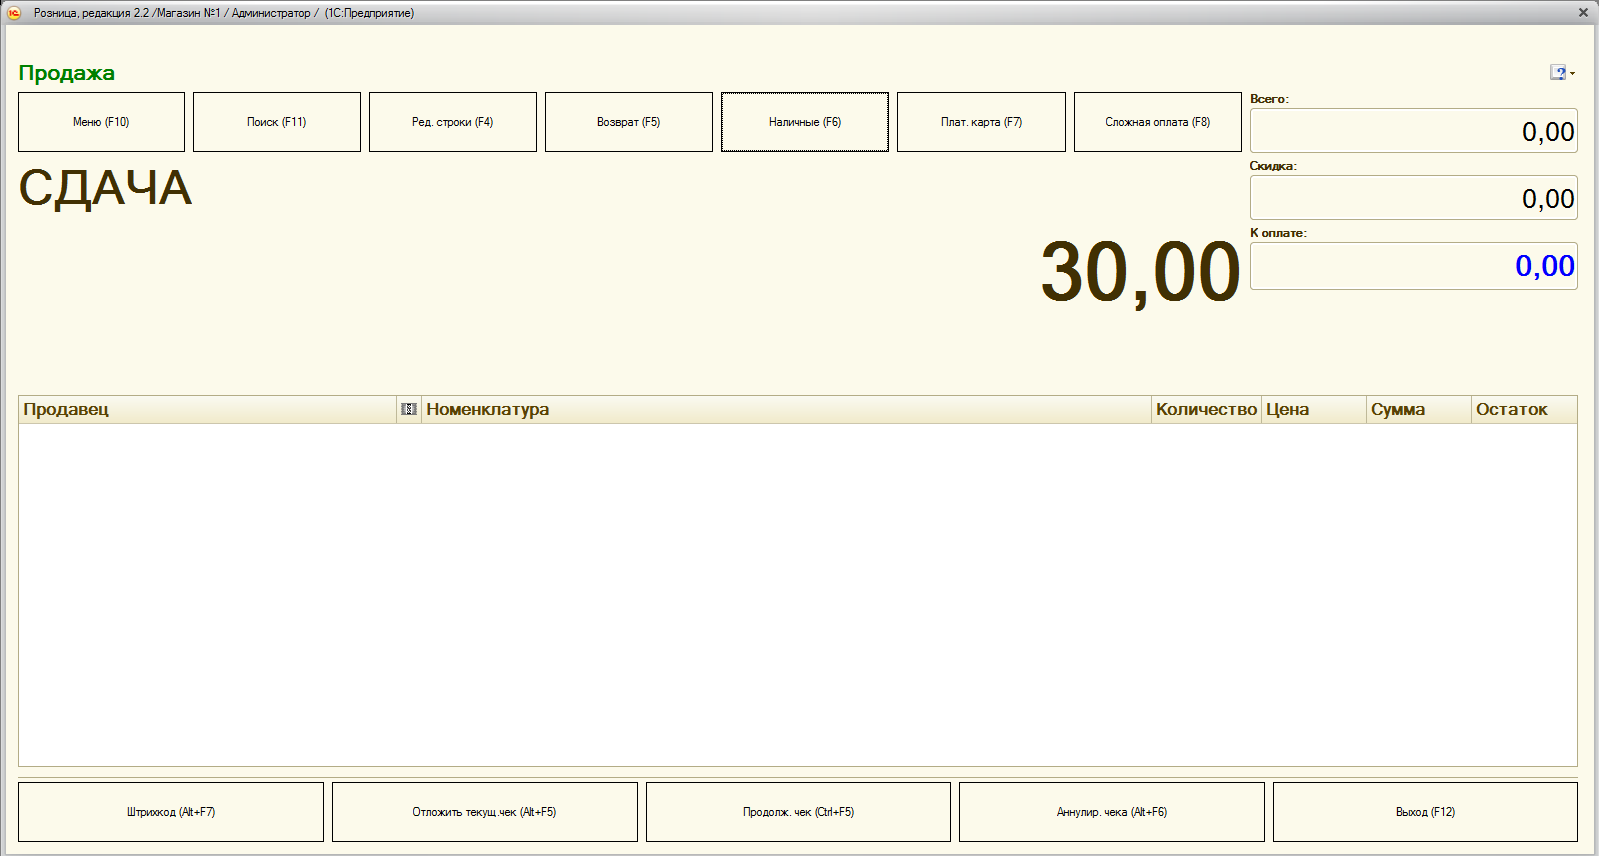 Розница, редакция 2.2 /Магазин №1 / Администратор / (1С:Предприятие)
Продажа
Меню (F10) Поиск (F11) Ред. строки (F4) Возврат (F5) Наличные (F6) Плат. карта (F7) Сложная оплата (F8)
Всего:
0,00
СДАЧА
Скидка:
0,00
К оплате:
0,00
30,00
Продавец Номенклатура Количество Цена Сумма Остаток
Штрихкод (Alt+F7) Отложить текущ.чек (Alt+F5) Продолж. чек (Ctrl+F5) Аннулир. чека (Alt+F6) Выход (F12)